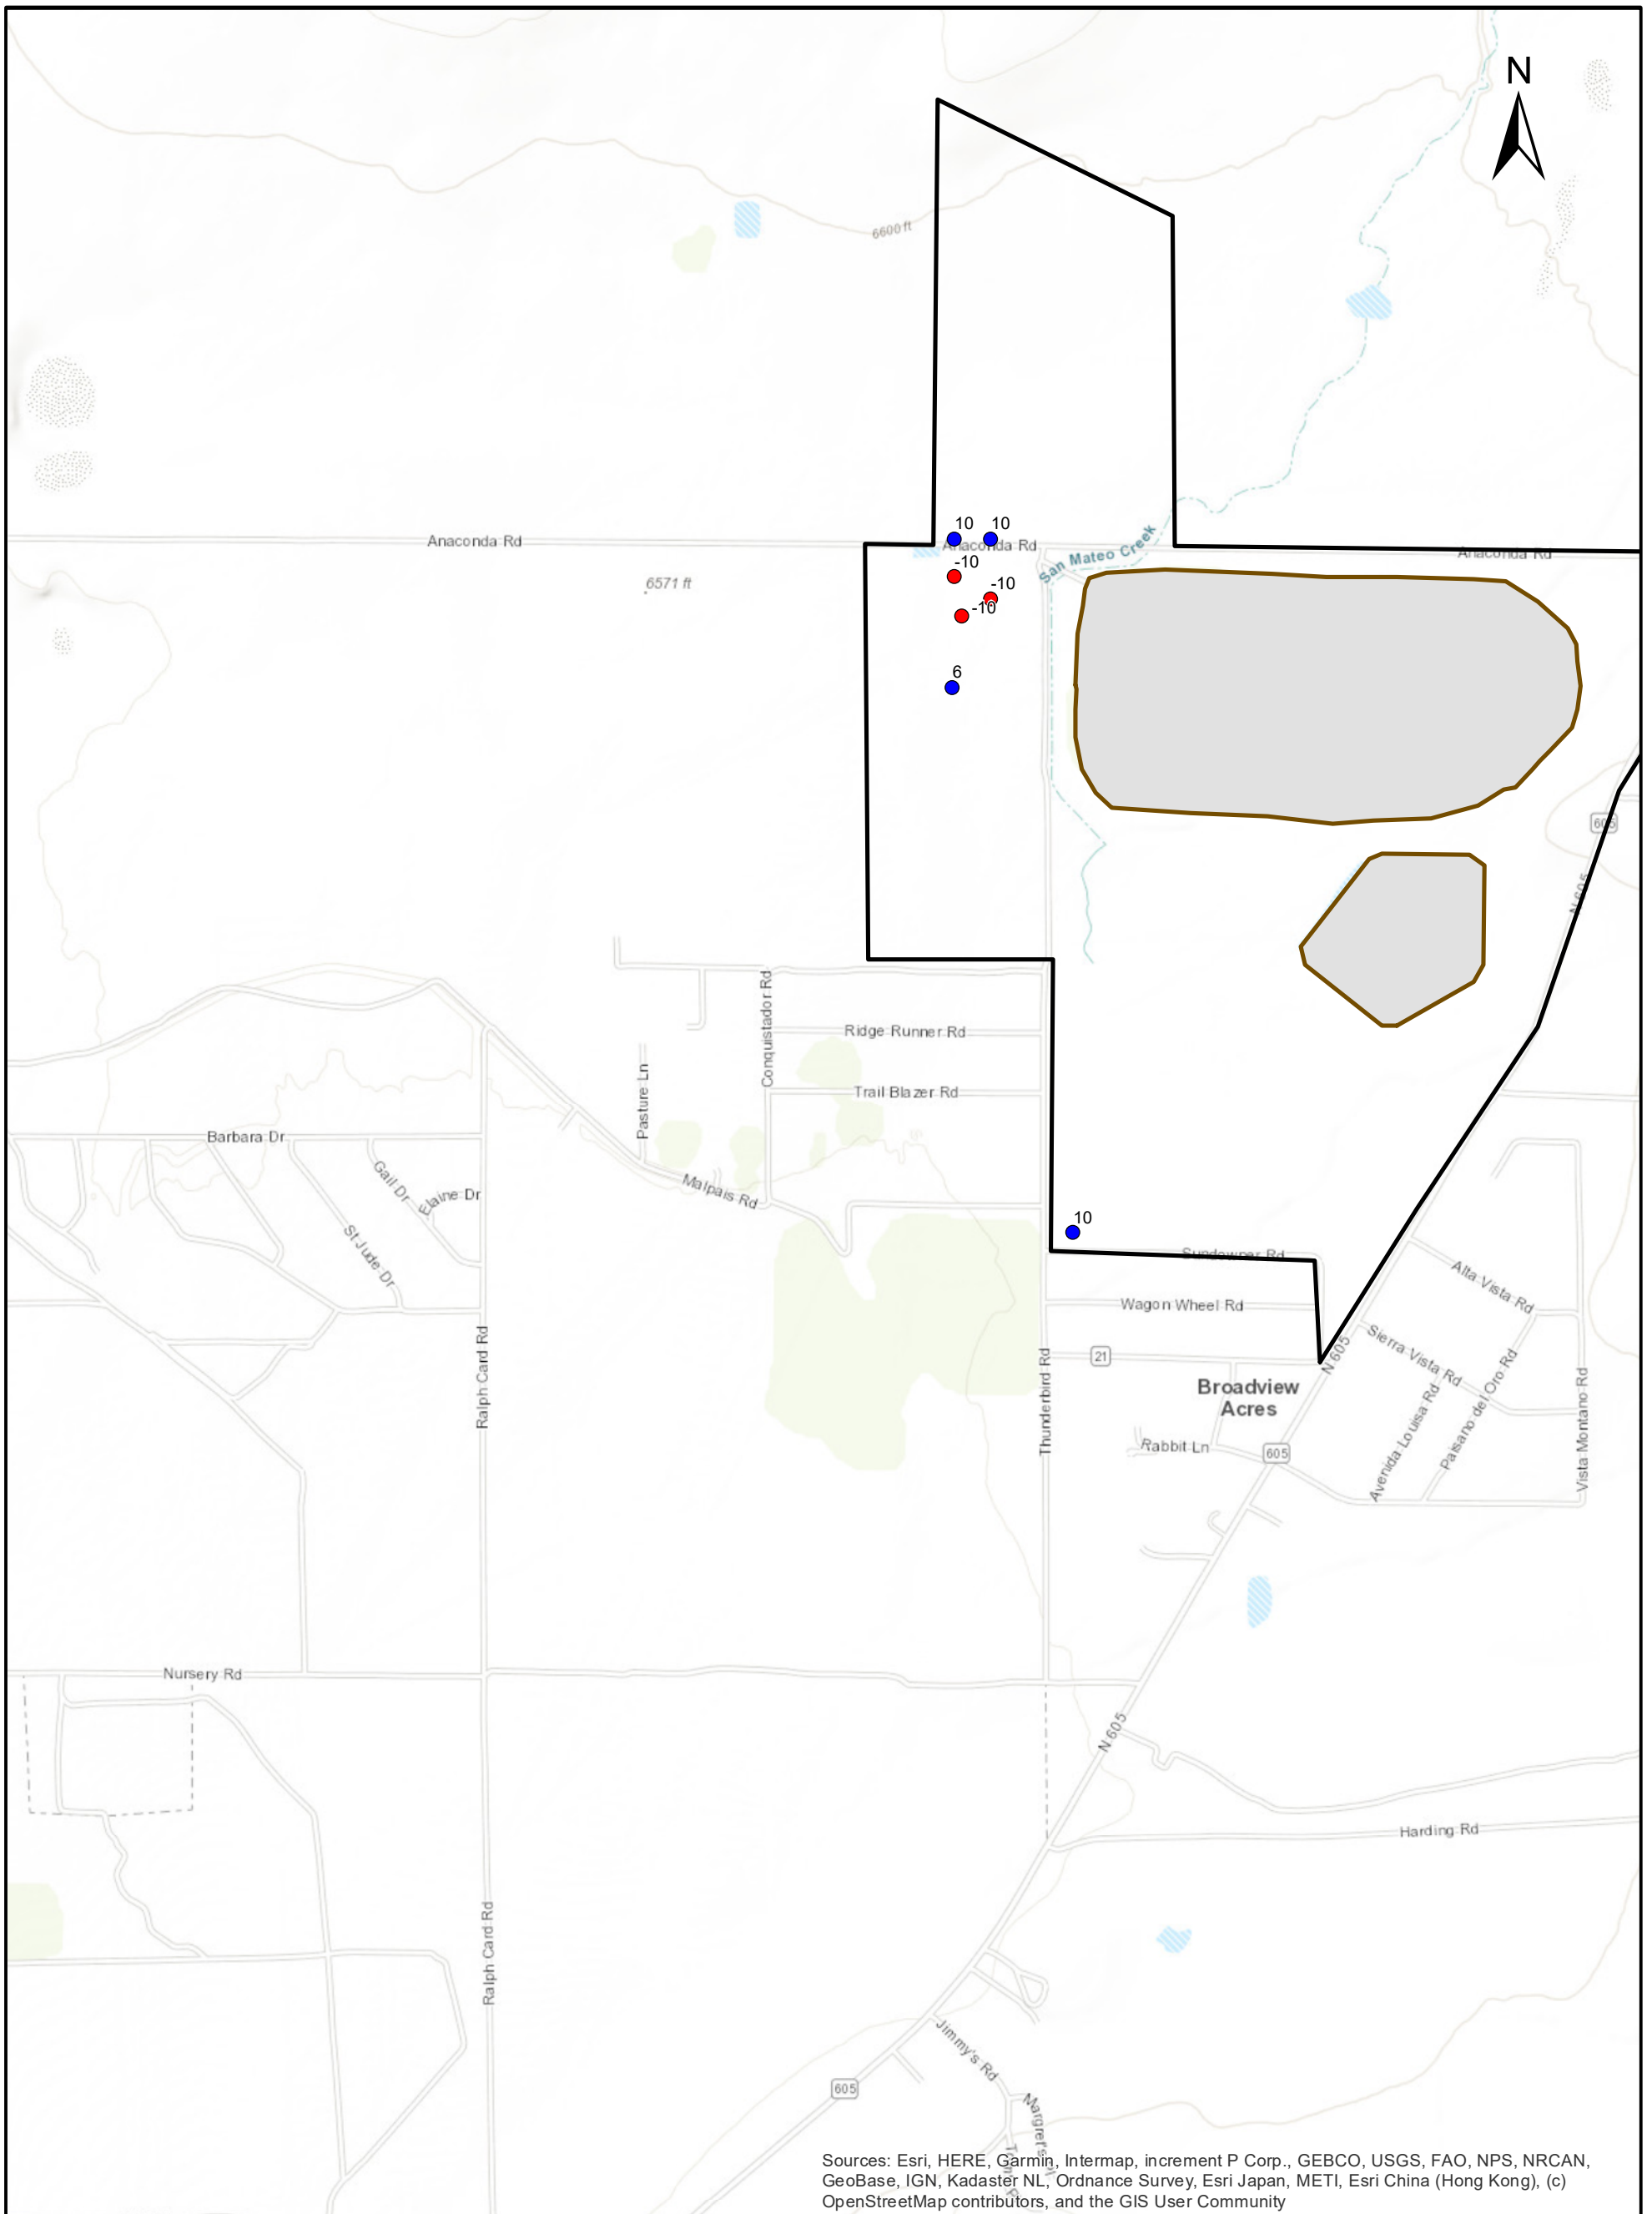 N
6600 ft
10
10
Anaconda Rd
Anaconda Rd
San Mateo Creek
Anaconda Rd
-10
6571 ft
-10
-10
6
605
N 605
Conquistador Rd
Ridge Runner Rd
Pasture Ln
Trail Blazer Rd
Barbara Dr
Gail Dr
Elaine Dr
Malpais Rd
St Jude Dr
10
Sundowner Rd
Alta Vista Rd
Wagon Wheel Rd
Sierra Vista Rd
N 605
21
Ralph Card Rd
Thunderbird Rd
Broadview
Acres
Paisano del Oro Rd
Avenida Louisa Rd
Vista Montano Rd
Rabbit Ln
605
Nursery Rd
N 605
Harding Rd
Ralph Card Rd
Jimmy's Rd
605
Sources: Esri, HERE, Garmin, Intermap, increment P Corp., GEBCO, USGS, FAO, NPS, NRCAN,
GeoBase, IGN, Kadaster NL, Ordnance Survey, Esri Japan, METI, Esri China (Hong Kong), (c)
OpenStreetMap contributors, and the GIS User Community